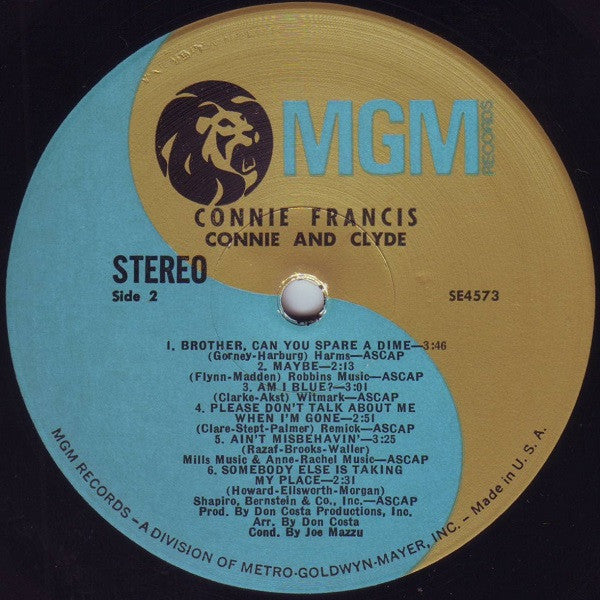 MGM
RECORDS
CONNIE FRANCIS
CONNIE AND CLYDE
STEREO
Side 2
SE4573
1. BROTHER, CAN YOU SPARE A DIME—3:46
(Gorney-Harburg) Harms—ASCAP
2. MAYBE—2:13
(Flynn-Madden) Robbins Music—ASCAP
3. AM I BLUE?—3:01
(Clarke-Akst) Witmark—ASCAP
4. PLEASE DON'T TALK ABOUT ME
WHEN I'M GONE—2:51
(Clare-Stept-Palmer) Remick—ASCAP
5. AIN'T MISBEHAVIN'—3:25
(Razaf-Brooks-Waller)
Mills Music & Anne-Rachel Music—ASCAP
6. SOMEBODY ELSE IS TAKING
MY PLACE—2:31
(Howard-Ellsworth-Morgan)
Shapiro, Bernstein & Co., Inc.—ASCAP
Prod. By Don Costa Productions, Inc.
Arr. By Don Costa
Cond. By Joe Mazzu
MGM RECORDS – A DIVISION OF METRO-GOLDWYN-MAYER, INC. – Made in U. S. A.